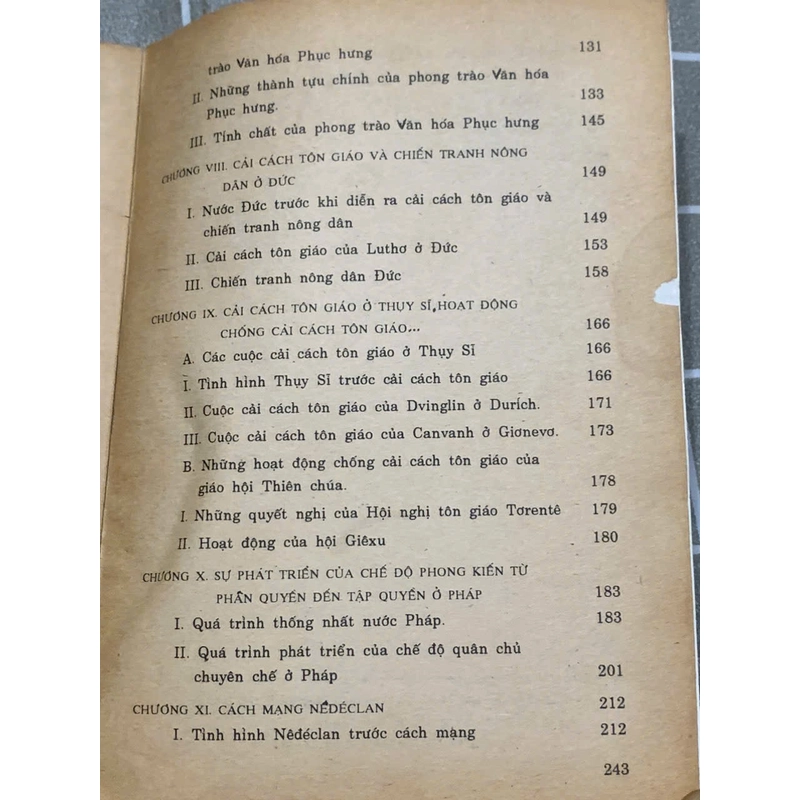 trào Văn hóa Phục hưng 131
II. Những thành tựu chính của phong trào Văn hóa
Phục hưng. 133
III. Tính chất của phong trào Văn hóa Phục hưng 145
CHƯƠNG VIII. CẢI CÁCH TÔN GIÁO VÀ CHIẾN TRANH NÔNG
DÂN Ở ĐỨC 149
I. Nước Đức trước khi diễn ra cải cách tôn giáo và
chiến tranh nông dân 149
II. Cải cách tôn giáo của Luthơ ở Đức 153
III. Chiến tranh nông dân Đức 158
CHƯƠNG IX. CẢI CÁCH TÔN GIÁO Ở THỤY SĨ, HOẠT ĐỘNG
CHỐNG CẢI CÁCH TÔN GIÁO... 166
A. Các cuộc cải cách tôn giáo ở Thụy Sĩ 166
I. Tình hình Thụy Sĩ trước cải cách tôn giáo 166
II. Cuộc cải cách tôn giáo của Dvinglin ở Durích. 171
III. Cuộc cải cách tôn giáo của Canvanh ở Giơnevơ. 173
B. Những hoạt động chống cải cách tôn giáo của
giáo hội Thiên chúa. 178
I. Những quyết nghị của Hội nghị tôn giáo Tơrentê 179
II. Hoạt động của hội Giêxu 180
CHƯƠNG X. SỰ PHÁT TRIỂN CỦA CHẾ ĐỘ PHONG KIẾN TỪ
PHÂN QUYỀN DẾN TẬP QUYỀN Ở PHÁP 183
I. Quá trình thống nhất nước Pháp. 183
II. Quá trình phát triển của chế độ quân chủ
chuyên chế ở Pháp 201
CHƯƠNG XI. CÁCH MẠNG NÊĐÉCLAN 212
I. Tình hình Nêđéclan trước cách mạng 212
243